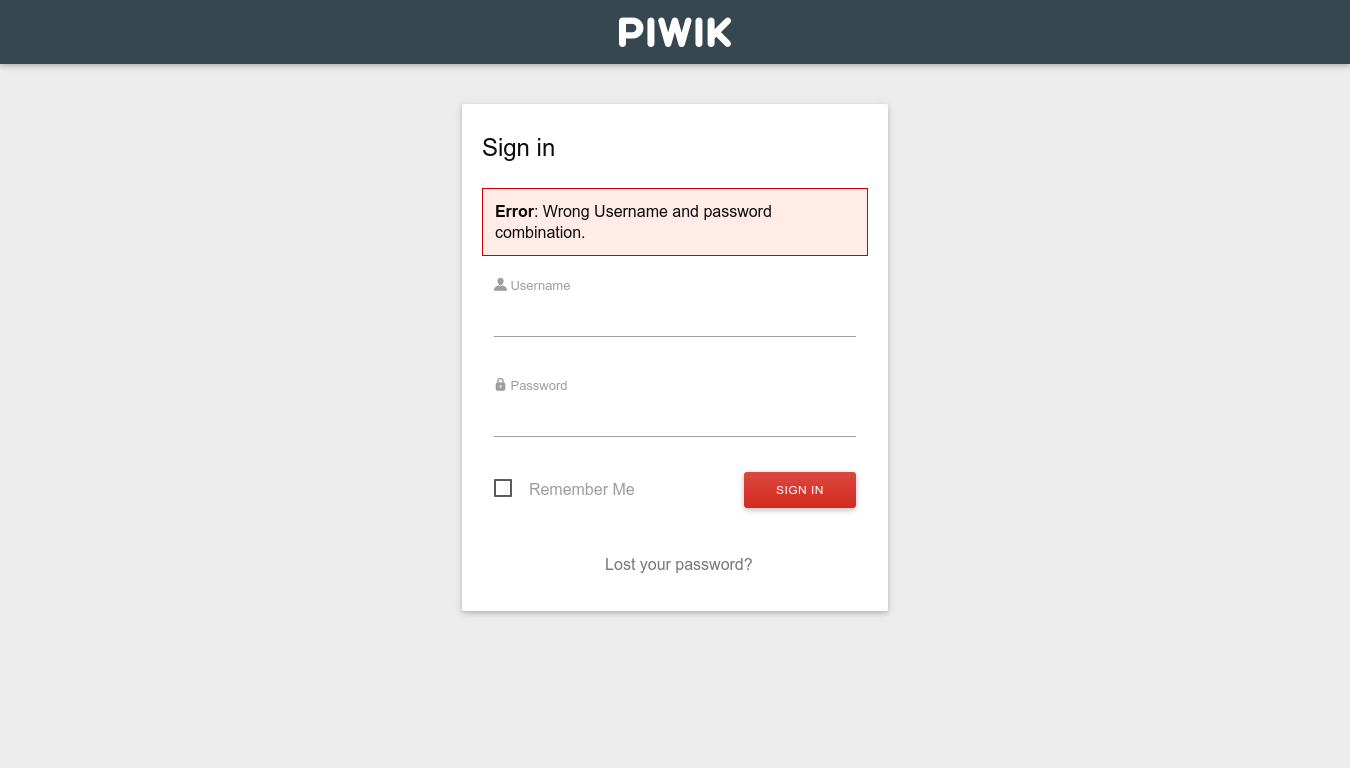 PIWIK
Sign in
Error: Wrong Username and password
combination.
Username
Password
Remember Me
SIGN IN
Lost your password?